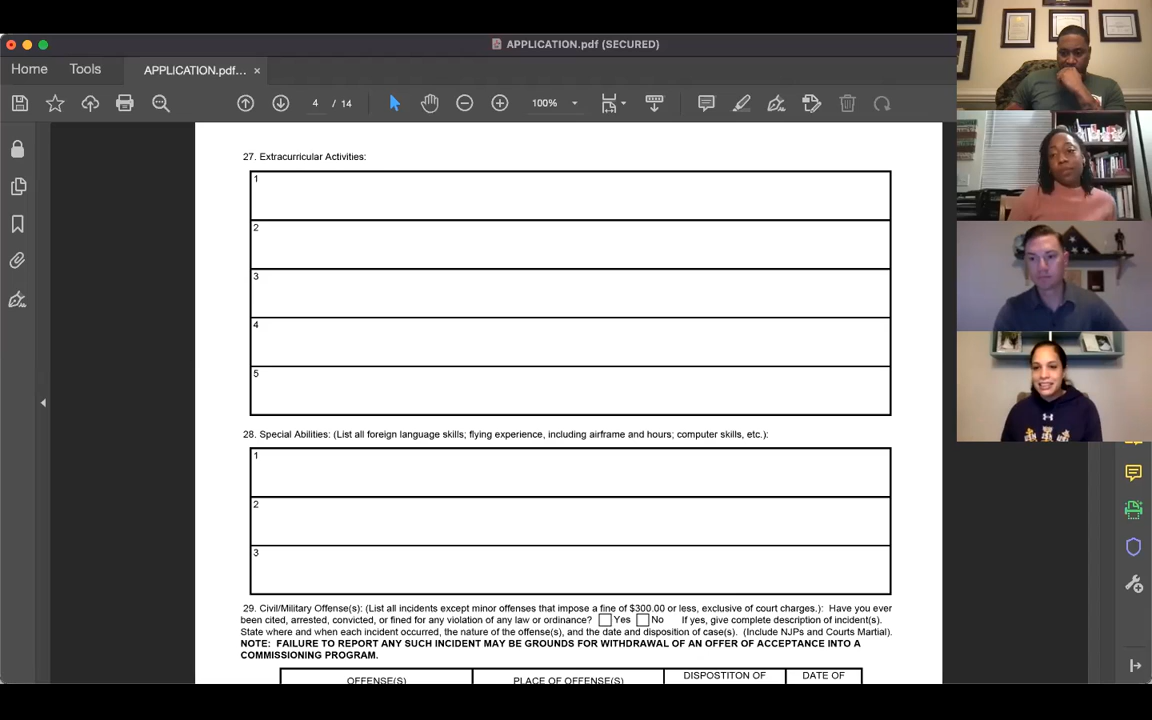 APPLICATION.pdf (SECURED)
Home Tools APPLICATION.pdf... ×
4 / 14 100%
27. Extracurricular Activities:
1
2
3
4
5
28. Special Abilities: (List all foreign language skills; flying experience, including airframe and hours; computer skills, etc.):
1
2
3
29. Civil/Military Offense(s): (List all incidents except minor offenses that impose a fine of $300.00 or less, exclusive of court charges.): Have you ever
been cited, arrested, convicted, or fined for any violation of any law or ordinance? Yes No If yes, give complete description of incident(s).
State where and when each incident occurred, the nature of the offense(s), and the date and disposition of case(s). (Include NJPs and Courts Martial).
NOTE: FAILURE TO REPORT ANY SUCH INCIDENT MAY BE GROUNDS FOR WITHDRAWAL OF AN OFFER OF ACCEPTANCE INTO A
COMMISSIONING PROGRAM.
OFFENSE(S) PLACE OF OFFENSE(S) DISPOSTITON OF DATE OF